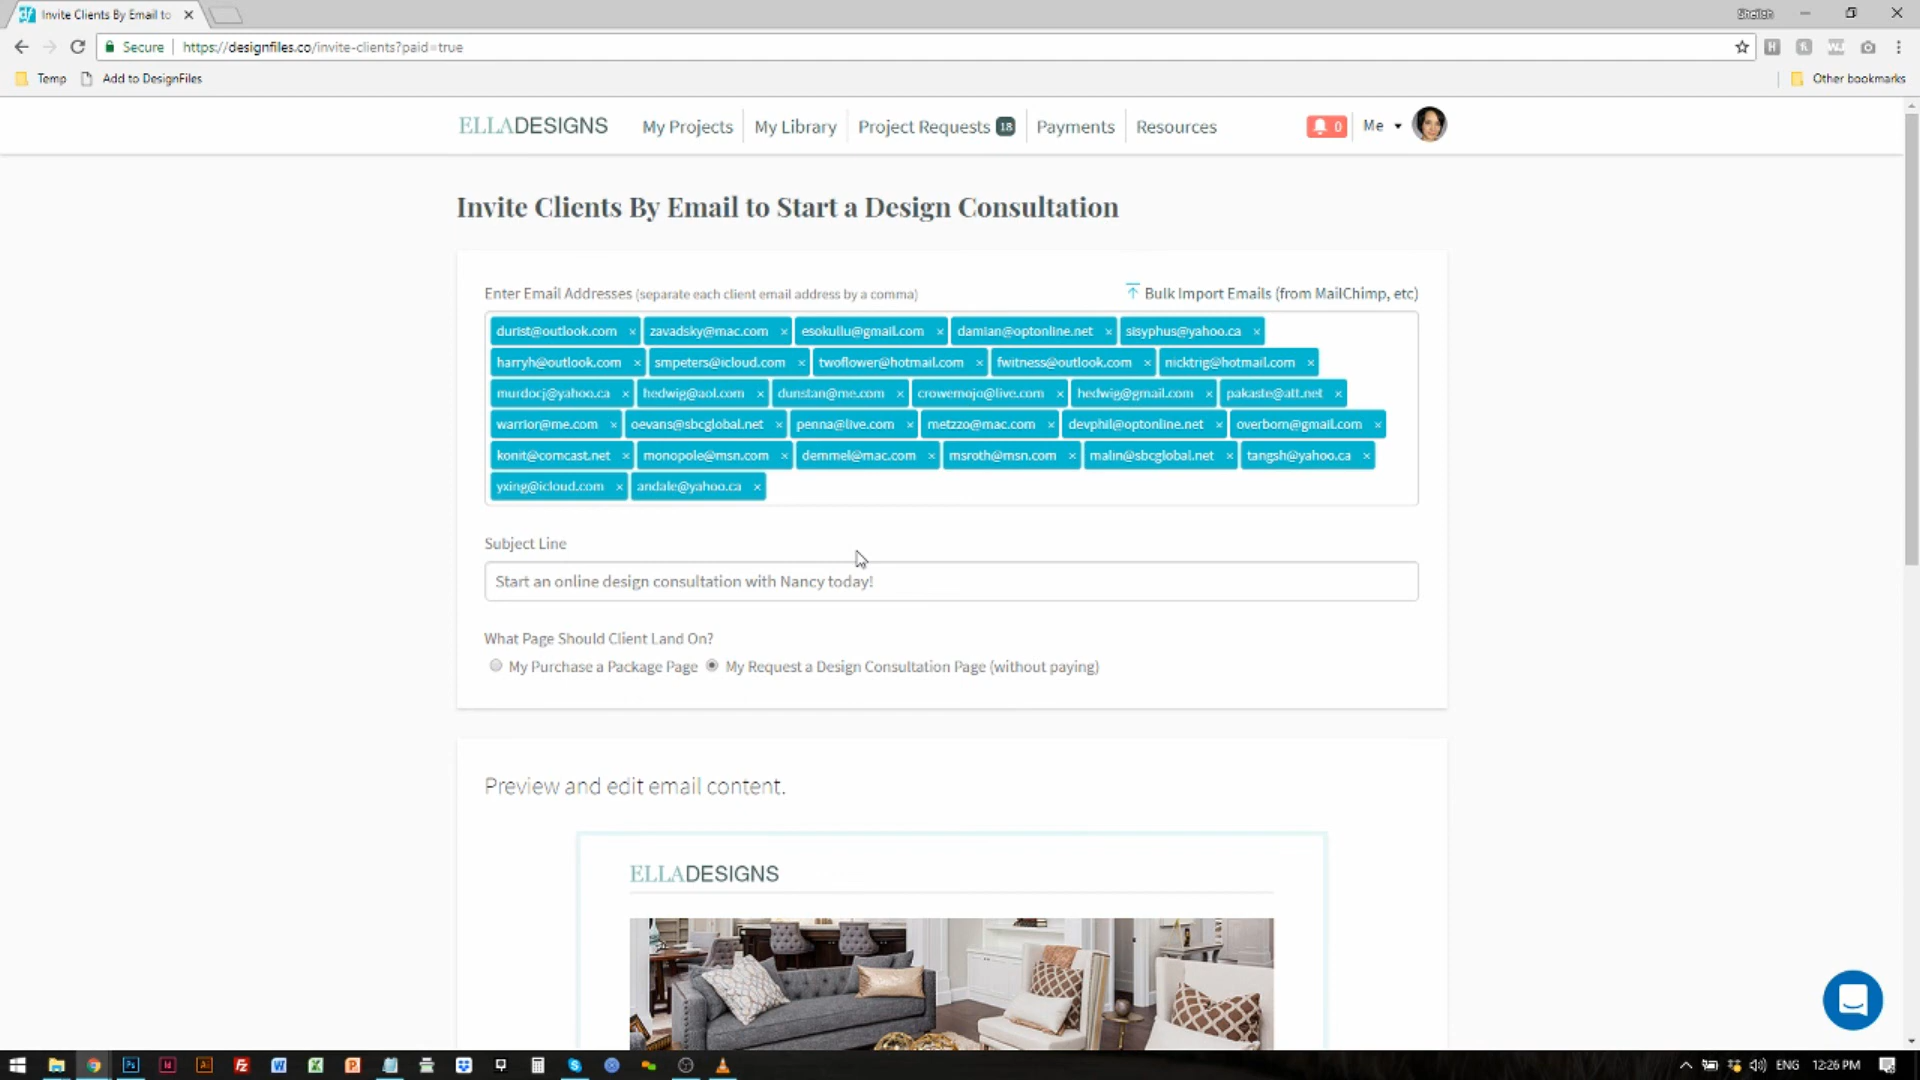 Invite Clients By Email to
Secure
https://designfiles.co/invite-clients?paid=true
Temp
Add to DesignFiles
Other bookmarks
ELLADESIGNS
My Projects
My Library
Project Requests 18
Payments
Resources
0
Me
Invite Clients By Email to Start a Design Consultation
Enter Email Addresses (separate each client email address by a comma)
Bulk Import Emails (from MailChimp, etc)
durist@outlook.com × zavadsky@mac.com × esokullu@gmail.com × damian@optonline.net × sisyphus@yahoo.ca ×
harryh@outlook.com × smpeters@icloud.com × twoflower@hotmail.com × fwitness@outlook.com × nicktrig@hotmail.com ×
murdocj@yahoo.ca × hedwig@aol.com × dunstan@me.com × crowemojo@live.com × hedwig@gmail.com × pakaste@att.net ×
warrior@me.com × oevans@sbcglobal.net × penna@live.com × metzzo@mac.com × devphil@optonline.net × overbom@gmail.com ×
konit@comcast.net × monopole@msn.com × demmel@mac.com × msroth@msn.com × malin@sbcglobal.net × tangsh@yahoo.ca ×
yxing@icloud.com × andale@yahoo.ca ×
Subject Line
Start an online design consultation with Nancy today!
What Page Should Client Land On?
My Purchase a Package Page
My Request a Design Consultation Page (without paying)
Preview and edit email content.
ELLADESIGNS
ENG
12:26 PM